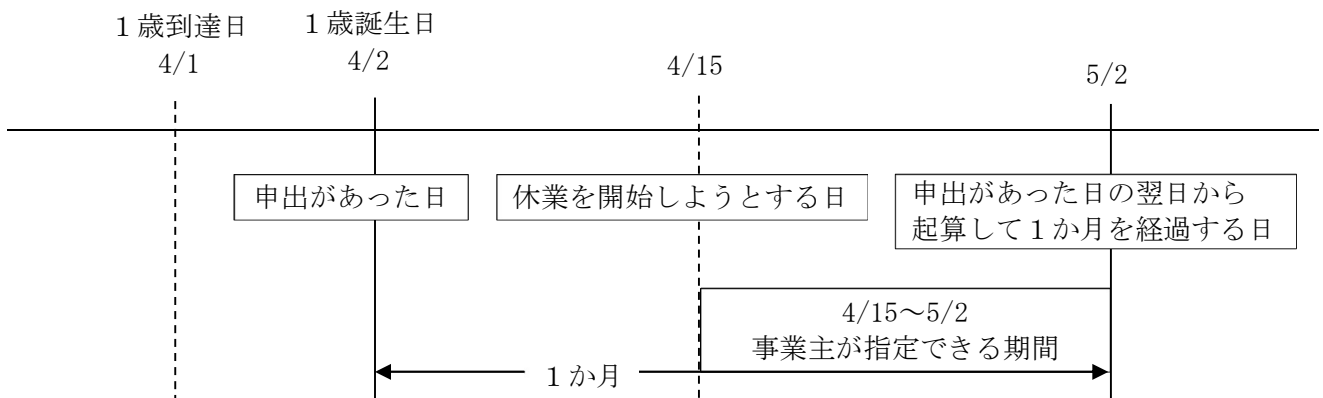 １歳到達日
4/1
１歳誕生日
4/2
4/15
5/2
申出があった日
休業を開始しようとする日
申出があった日の翌日から
起算して１か月を経過する日
4/15～5/2
事業主が指定できる期間
１か月